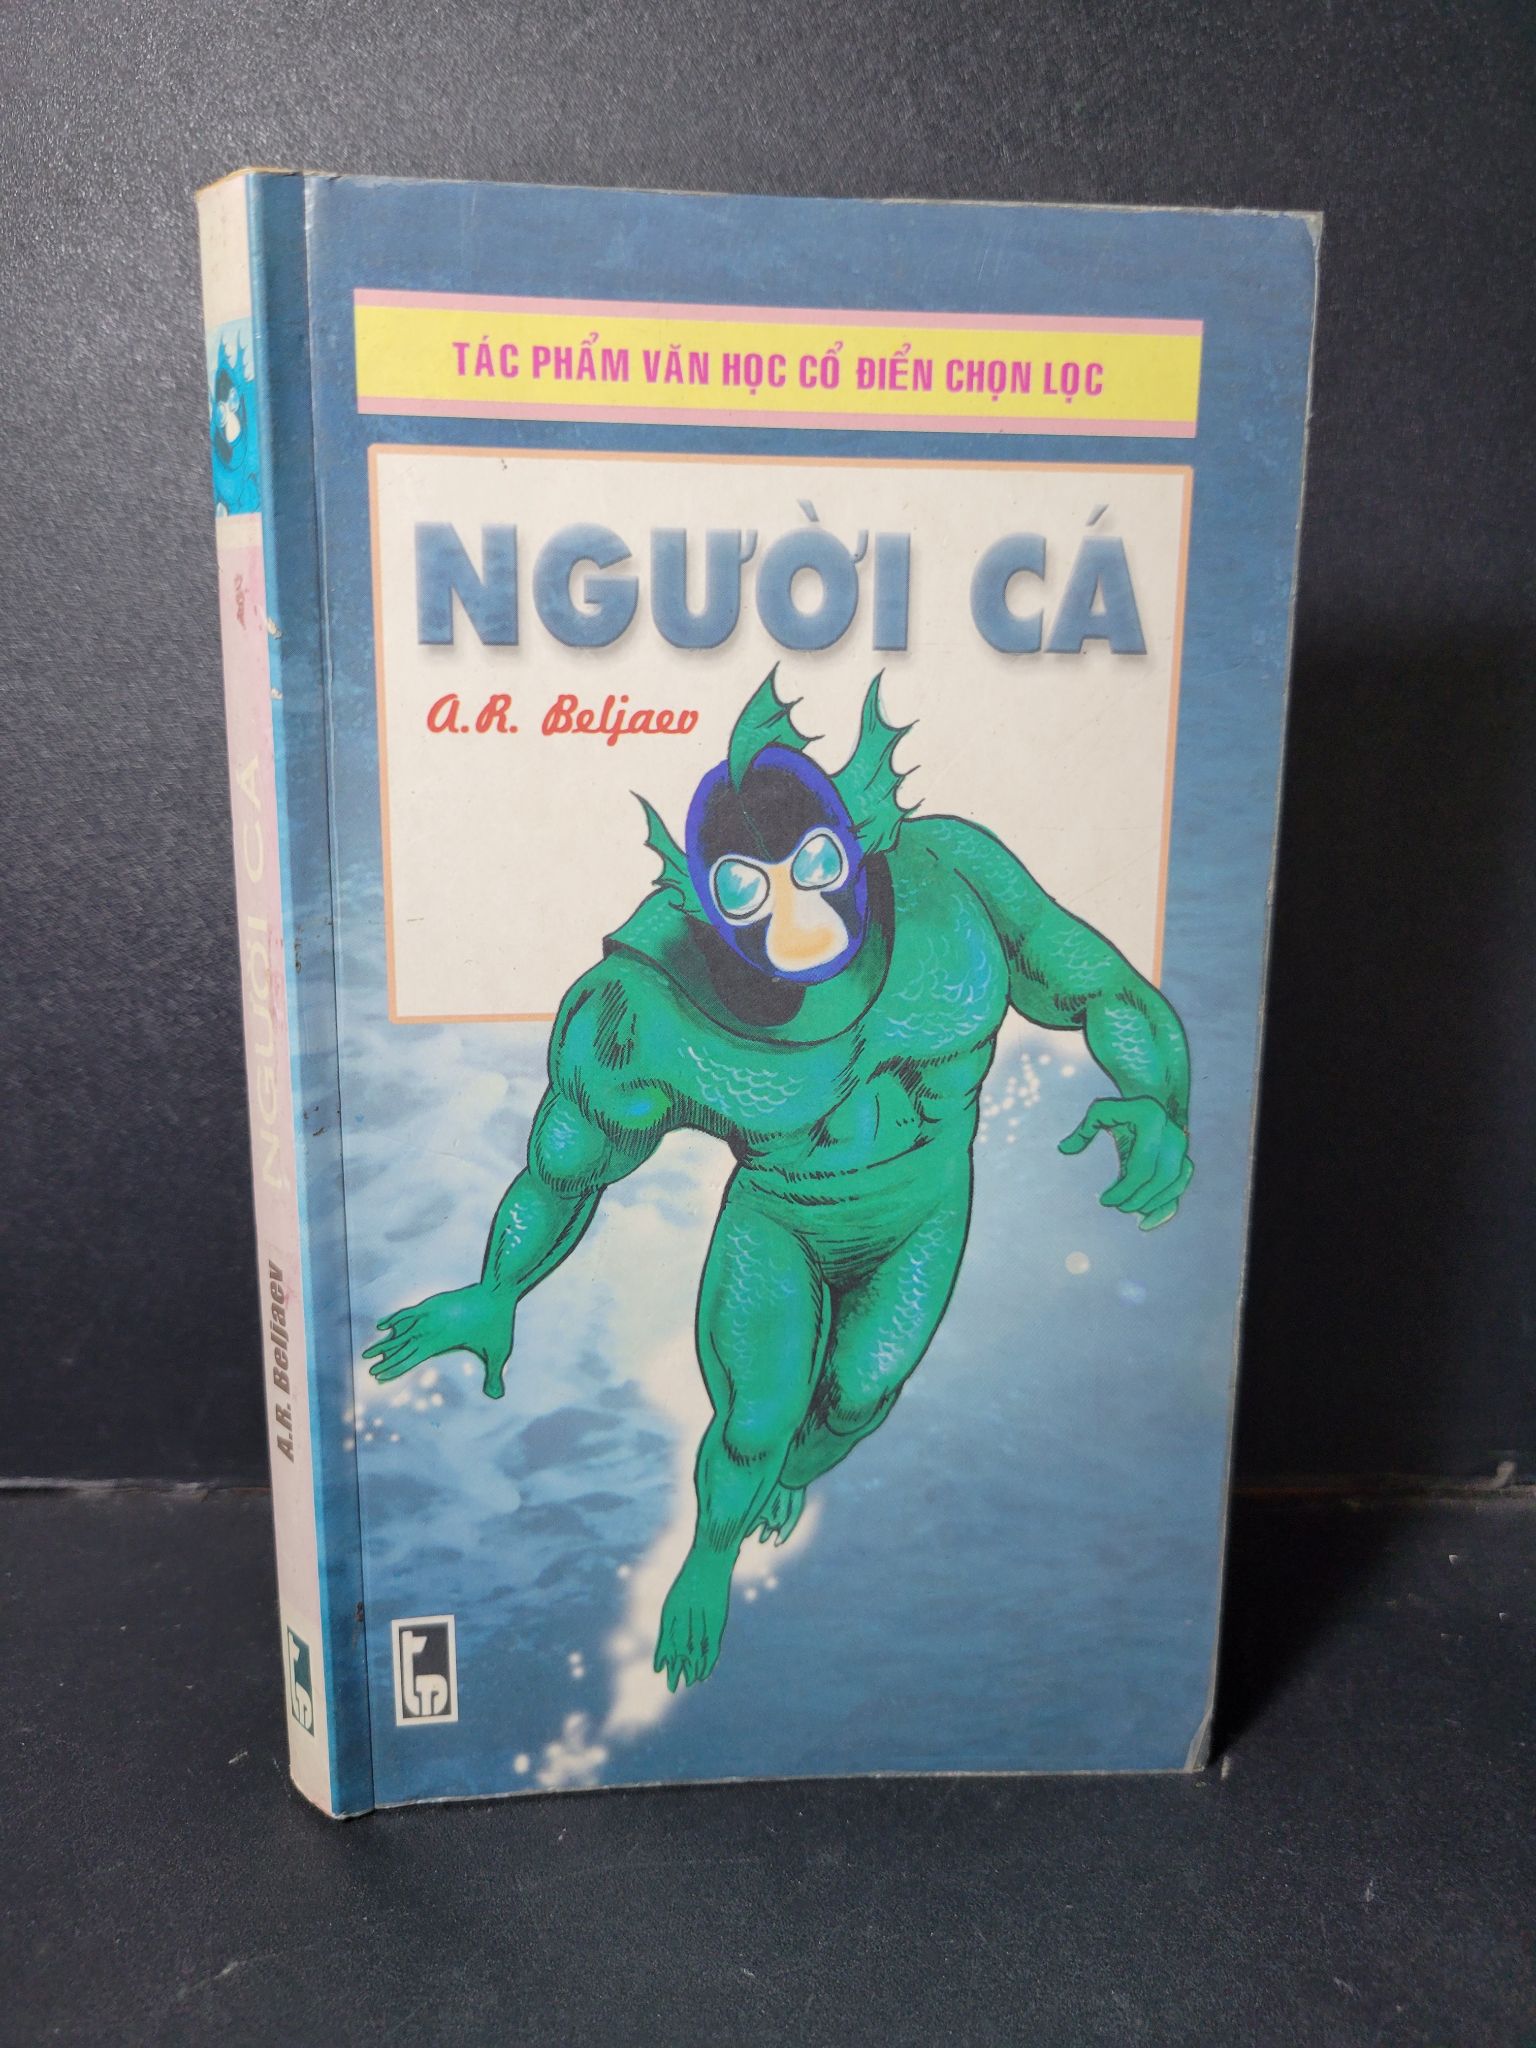 TÁC PHẨM VĂN HỌC CỔ ĐIỂN CHỌN LỌC
NGƯỜI CÁ
A.R. Beljaev
NGƯỜI CÁ
A.R. Beljaev